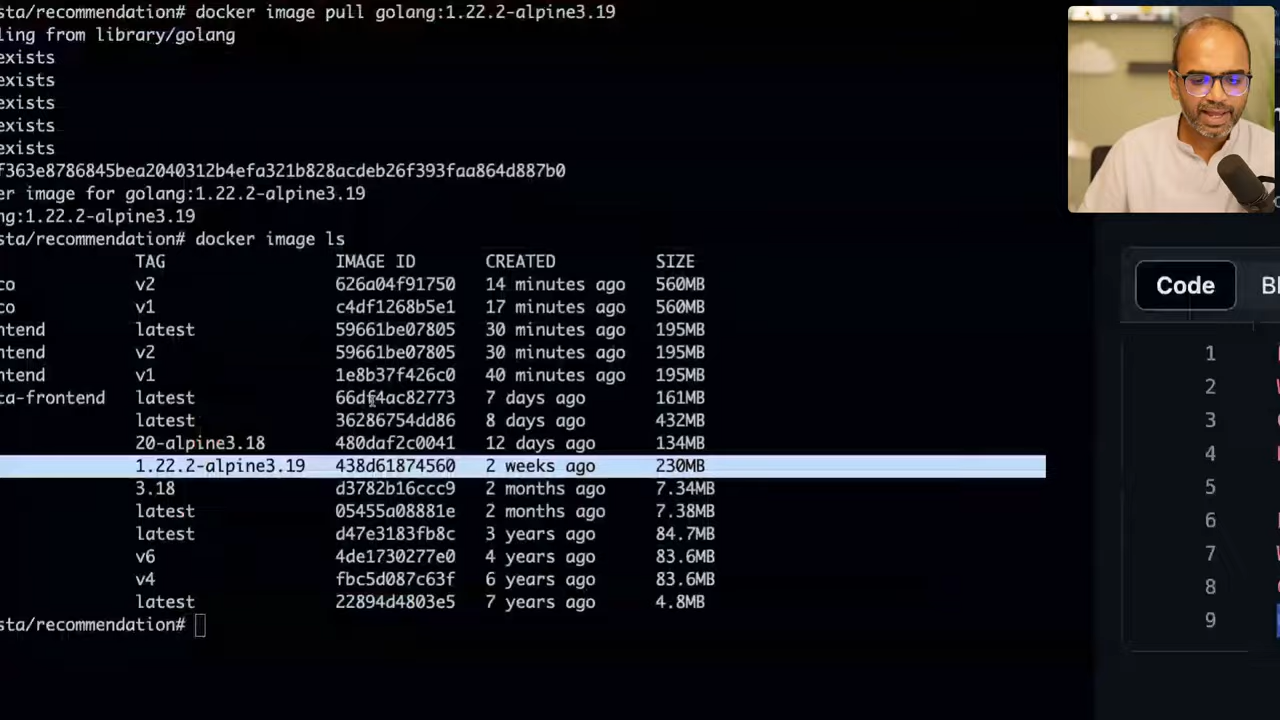 sta/recommendation# docker image pull golang:1.22.2-alpine3.19
ling from library/golang
exists
exists
exists
exists
exists
f363e8786845bea2040312b4efa321b828acdeb26f393faa864d887b0
er image for golang:1.22.2-alpine3.19
ng:1.22.2-alpine3.19
sta/recommendation# docker image ls
TAG IMAGE ID CREATED SIZE
co v2 626a04f91750 14 minutes ago 560MB
co v1 c4df1268b5e1 17 minutes ago 560MB
ntend latest 59661be07805 30 minutes ago 195MB
ntend v2 59661be07805 30 minutes ago 195MB
ntend v1 1e8b37f426c0 40 minutes ago 195MB
ca-frontend latest 66df4ac82773 7 days ago 161MB
latest 36286754dd86 8 days ago 432MB
20-alpine3.18 480daf2c0041 12 days ago 134MB
1.22.2-alpine3.19 438d61874560 2 weeks ago 230MB
3.18 d3782b16ccc9 2 months ago 7.34MB
latest 05455a08881e 2 months ago 7.38MB
latest d47e3183fb8c 3 years ago 84.7MB
v6 4de1730277e0 4 years ago 83.6MB
v4 fbc5d087c63f 6 years ago 83.6MB
latest 22894d4803e5 7 years ago 4.8MB
sta/recommendation#
Code Bl
1
2
3
4
5
6
7
8
9